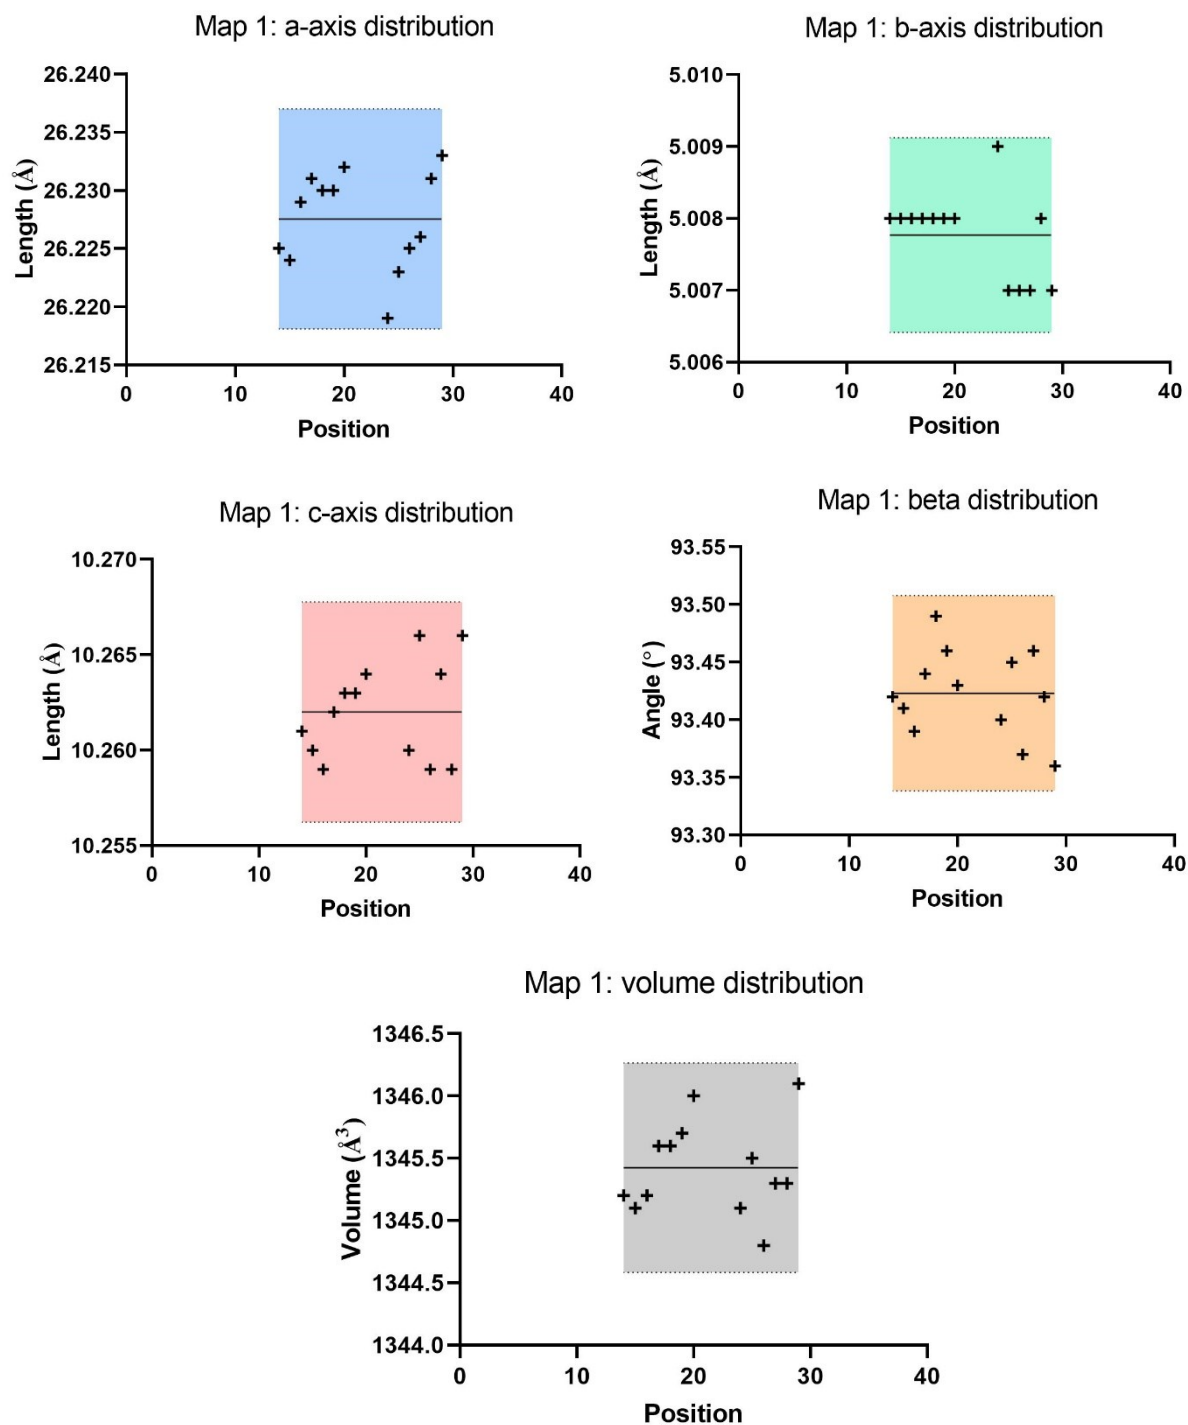 Map 1: a-axis distribution
Length (Å)
26.240
26.235
26.230
26.225
26.220
26.215
0 10 20 30 40
Position
Map 1: b-axis distribution
Length (Å)
5.010
5.009
5.008
5.007
5.006
0 10 20 30 40
Position
Map 1: c-axis distribution
Length (Å)
10.270
10.265
10.260
10.255
0 10 20 30 40
Position
Map 1: beta distribution
Angle (°)
93.55
93.50
93.45
93.40
93.35
93.30
0 10 20 30 40
Position
Map 1: volume distribution
Volume (Å³)
1346.5
1346.0
1345.5
1345.0
1344.5
1344.0
0 10 20 30 40
Position